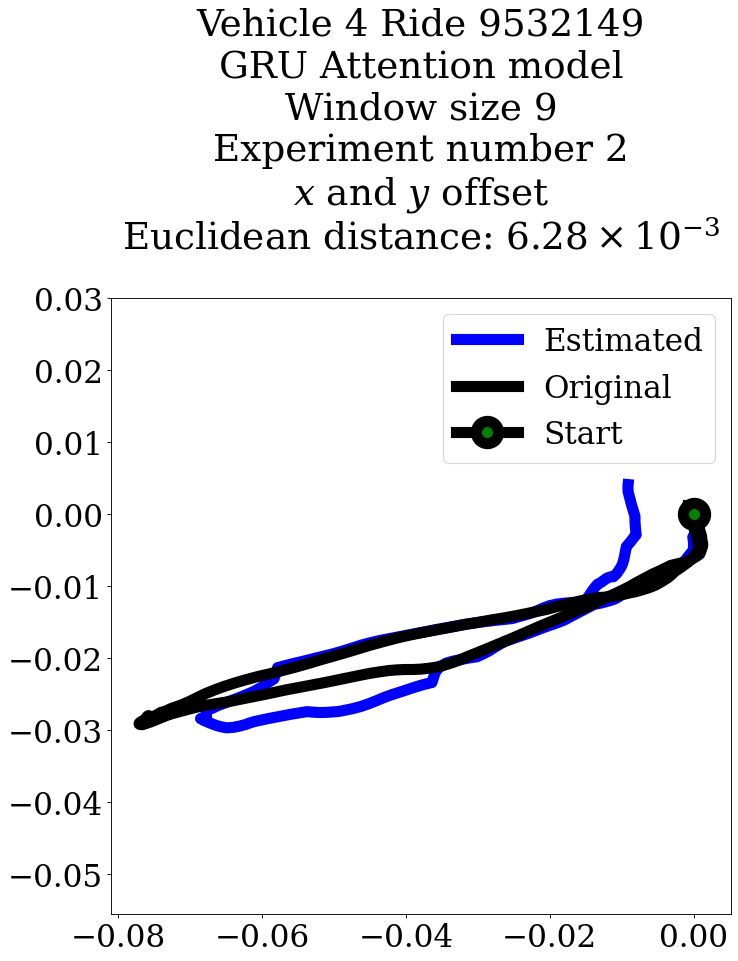 Vehicle 4 Ride 9532149
GRU Attention model
Window size 9
Experiment number 2
x and y offset
Euclidean distance: 6.28 × 10⁻³
Estimated
Original
Start
0.03
0.02
0.01
0.00
−0.01
−0.02
−0.03
−0.04
−0.05
−0.08 −0.06 −0.04 −0.02 0.00